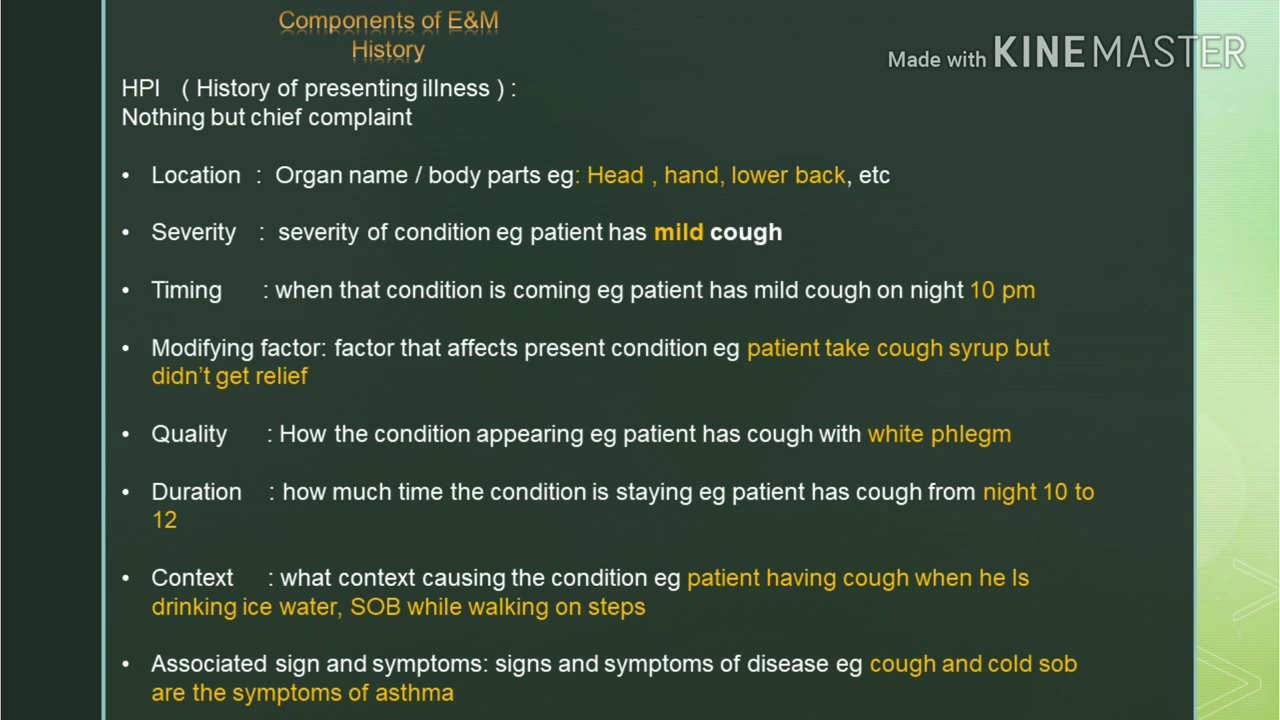 Components of E&M
History
Made with KINEMASTER
HPI ( History of presenting illness ) :
Nothing but chief complaint
• Location : Organ name / body parts eg: Head , hand, lower back, etc
• Severity : severity of condition eg patient has mild cough
• Timing : when that condition is coming eg patient has mild cough on night 10 pm
• Modifying factor: factor that affects present condition eg patient take cough syrup but
didn’t get relief
• Quality : How the condition appearing eg patient has cough with white phlegm
• Duration : how much time the condition is staying eg patient has cough from night 10 to
12
• Context : what context causing the condition eg patient having cough when he Is
drinking ice water, SOB while walking on steps
• Associated sign and symptoms: signs and symptoms of disease eg cough and cold sob
are the symptoms of asthma